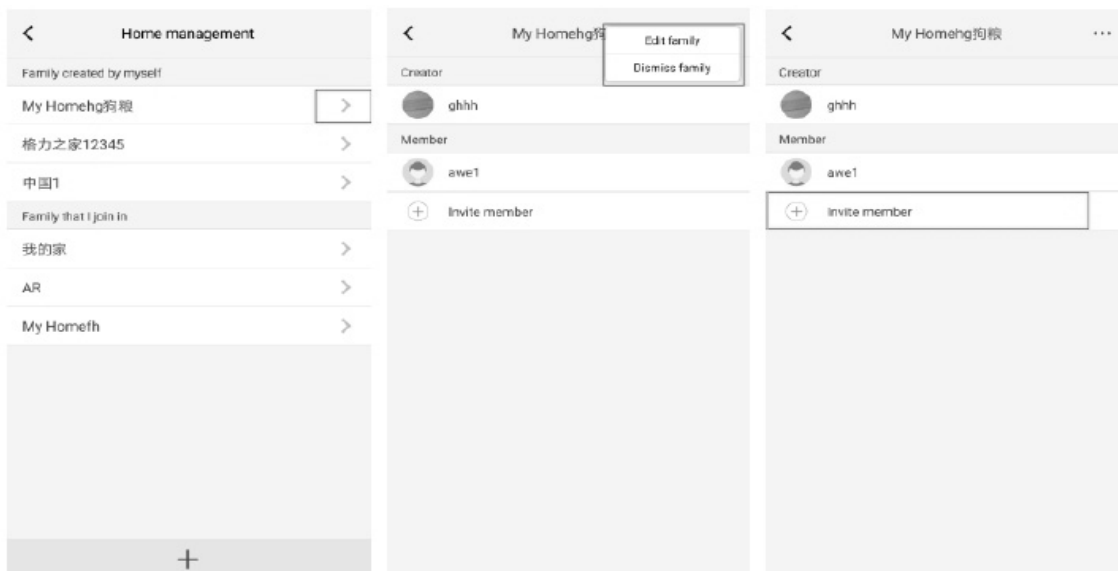 Home management
Family created by myself
My Homehg狗粮
格力之家12345
中国1
Family that I join in
我的家
AR
My Homefh
My Homehg狗
Edit family
Dismiss family
Creator
ghhh
Member
awe1
Invite member
My Homehg狗粮
Creator
ghhh
Member
awe1
Invite member